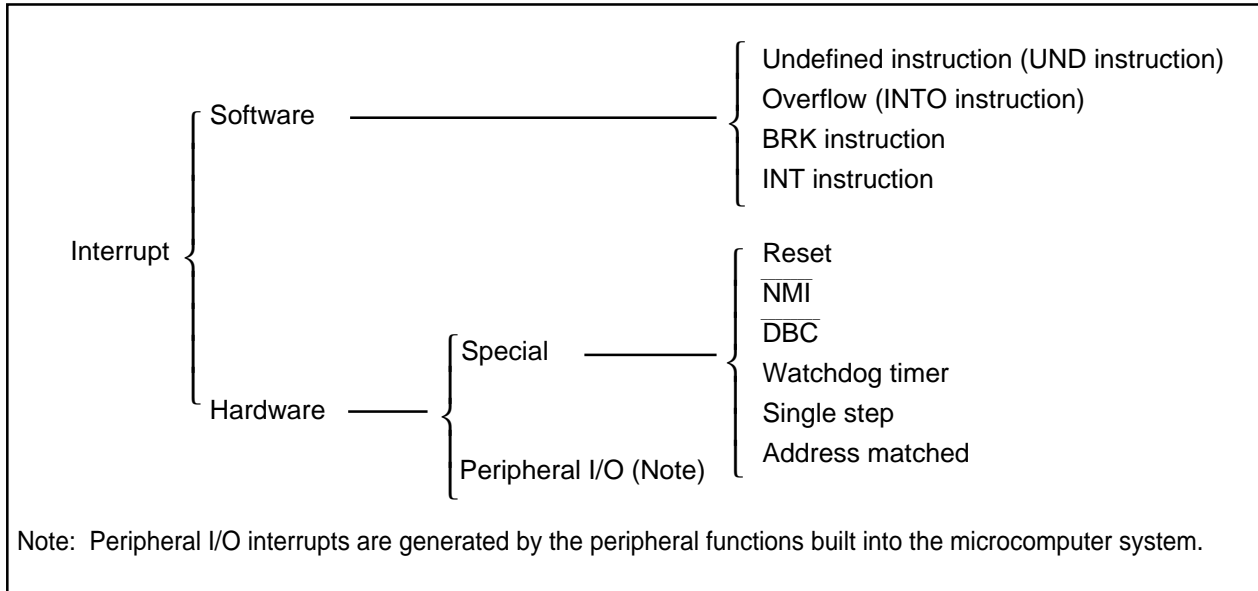 Undefined instruction (UND instruction)
Overflow (INTO instruction)
Software
BRK instruction
INT instruction
Interrupt
Reset
N̅M̅I̅
D̅B̅C̅
Special
Watchdog timer
Single step
Hardware
Address matched
Peripheral I/O (Note)
Note: Peripheral I/O interrupts are generated by the peripheral functions built into the microcomputer system.